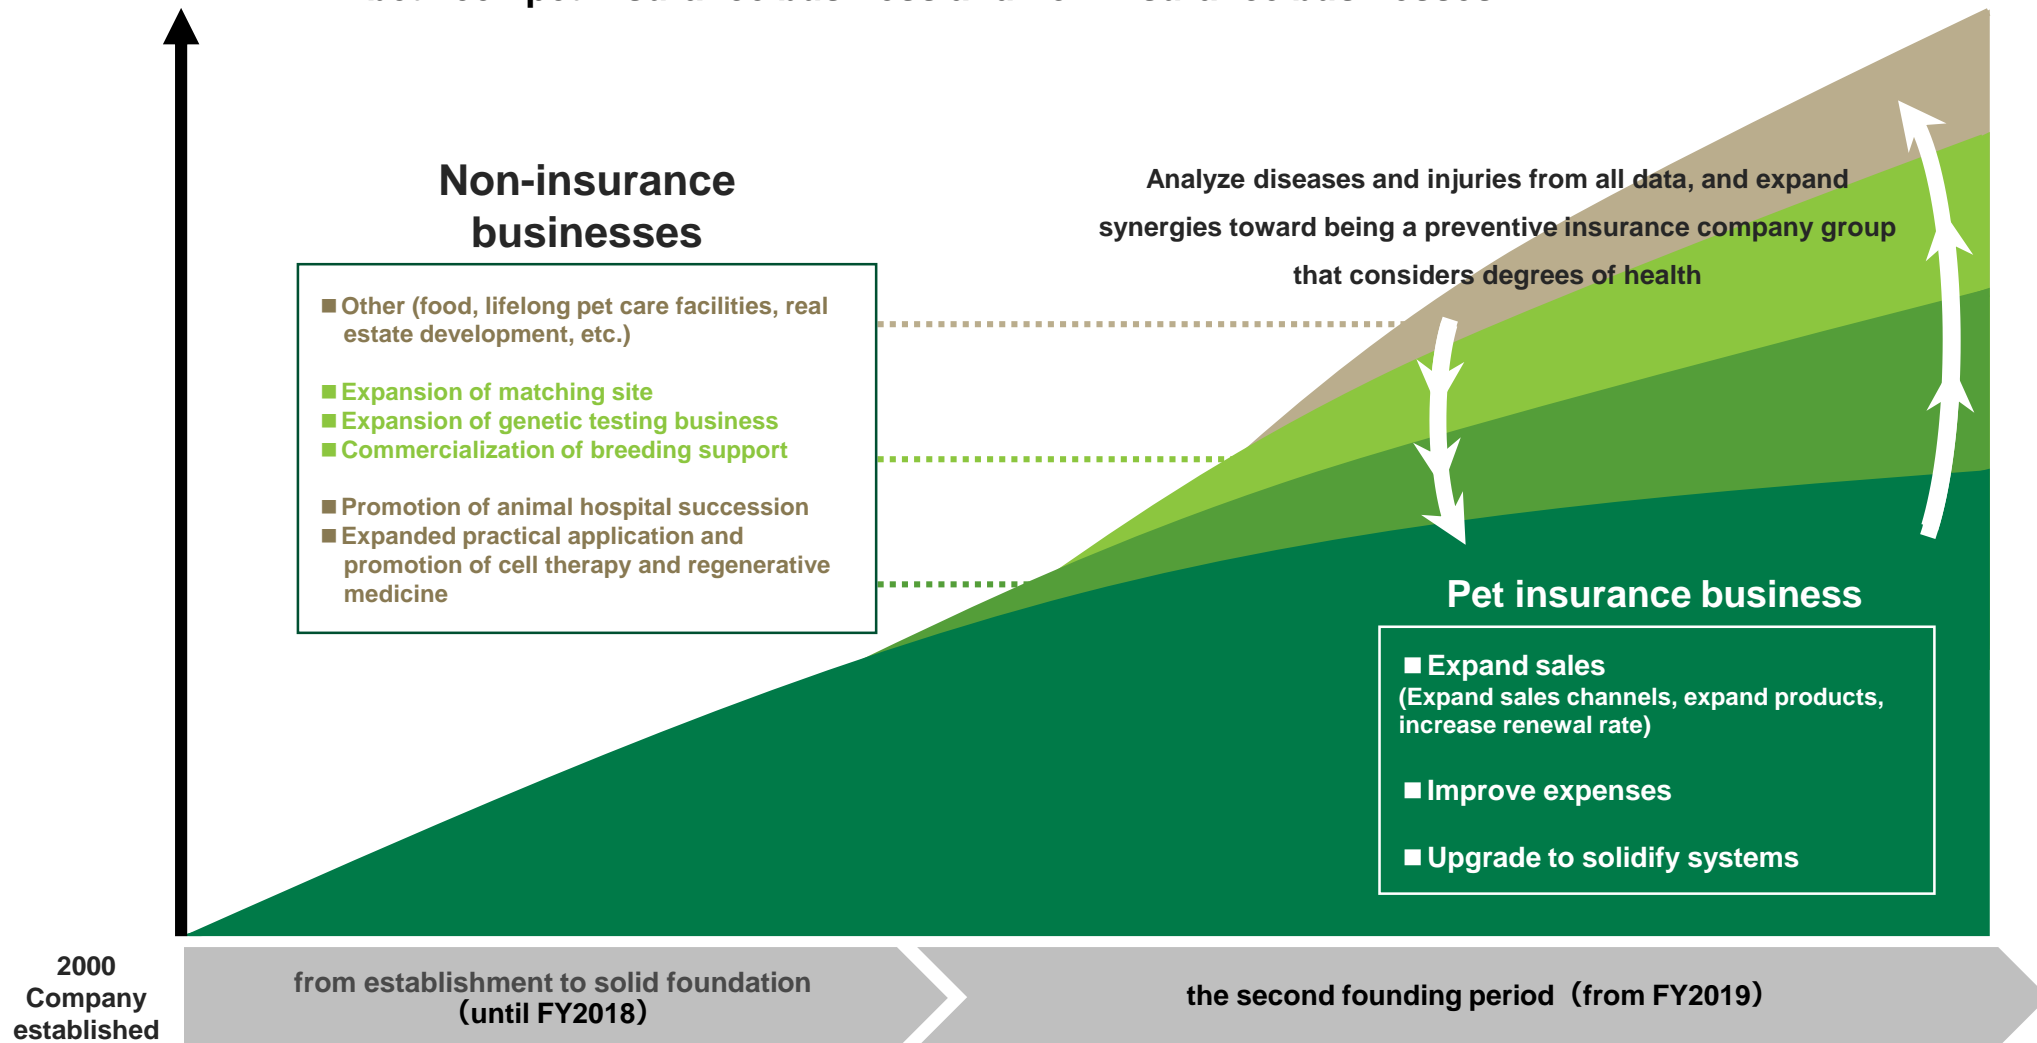 Non-insurance
businesses
■ Other (food, lifelong pet care facilities, real
estate development, etc.)
■ Expansion of matching site
■ Expansion of genetic testing business
■ Commercialization of breeding support
■ Promotion of animal hospital succession
■ Expanded practical application and
promotion of cell therapy and regenerative
medicine
Analyze diseases and injuries from all data, and expand
synergies toward being a preventive insurance company group
that considers degrees of health
Pet insurance business
■ Expand sales
(Expand sales channels, expand products,
increase renewal rate)
■ Improve expenses
■ Upgrade to solidify systems
2000
Company
established
from establishment to solid foundation
（until FY2018）
the second founding period（from FY2019）